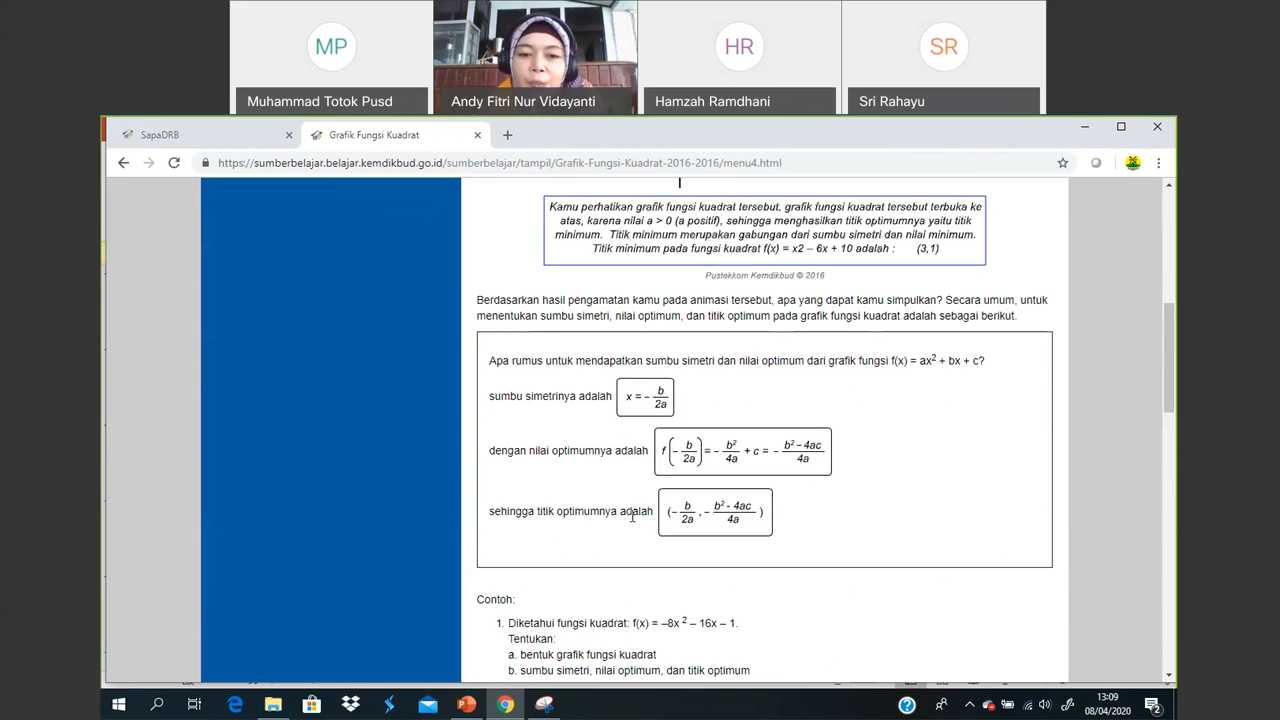 MP
HR
SR
Muhammad Totok Pusd
Andy Fitri Nur Vidayanti
Hamzah Ramdhani
Sri Rahayu
SapaDRB
Grafik Fungsi Kuadrat
https://sumberbelajar.belajar.kemdikbud.go.id/sumberbelajar/tampil/Grafik-Fungsi-Kuadrat-2016-2016/menu4.html
Kamu perhatikan grafik fungsi kuadrat tersebut, grafik fungsi kuadrat tersebut terbuka ke
atas, karena nilai a > 0 (a positif), sehingga menghasilkan titik optimumnya yaitu titik
minimum. Titik minimum merupakan gabungan dari sumbu simetri dan nilai minimum.
Titik minimum pada fungsi kuadrat f(x) = x2 – 6x + 10 adalah : (3,1)
Pustekkom Kemdikbud © 2016
Berdasarkan hasil pengamatan kamu pada animasi tersebut, apa yang dapat kamu simpulkan? Secara umum, untuk
menentukan sumbu simetri, nilai optimum, dan titik optimum pada grafik fungsi kuadrat adalah sebagai berikut.
Apa rumus untuk mendapatkan sumbu simetri dan nilai optimum dari grafik fungsi f(x) = ax² + bx + c?
sumbu simetrinya adalah x = - b/2a
dengan nilai optimumnya adalah f(- b/2a) = - b²/4a + c = - b² – 4ac/4a
sehingga titik optimumnya adalah (- b/2a , - b² - 4ac/4a )
Contoh:
1. Diketahui fungsi kuadrat: f(x) = –8x ² – 16x – 1.
Tentukan:
a. bentuk grafik fungsi kuadrat
b. sumbu simetri, nilai optimum, dan titik optimum
13:09
08/04/2020
2